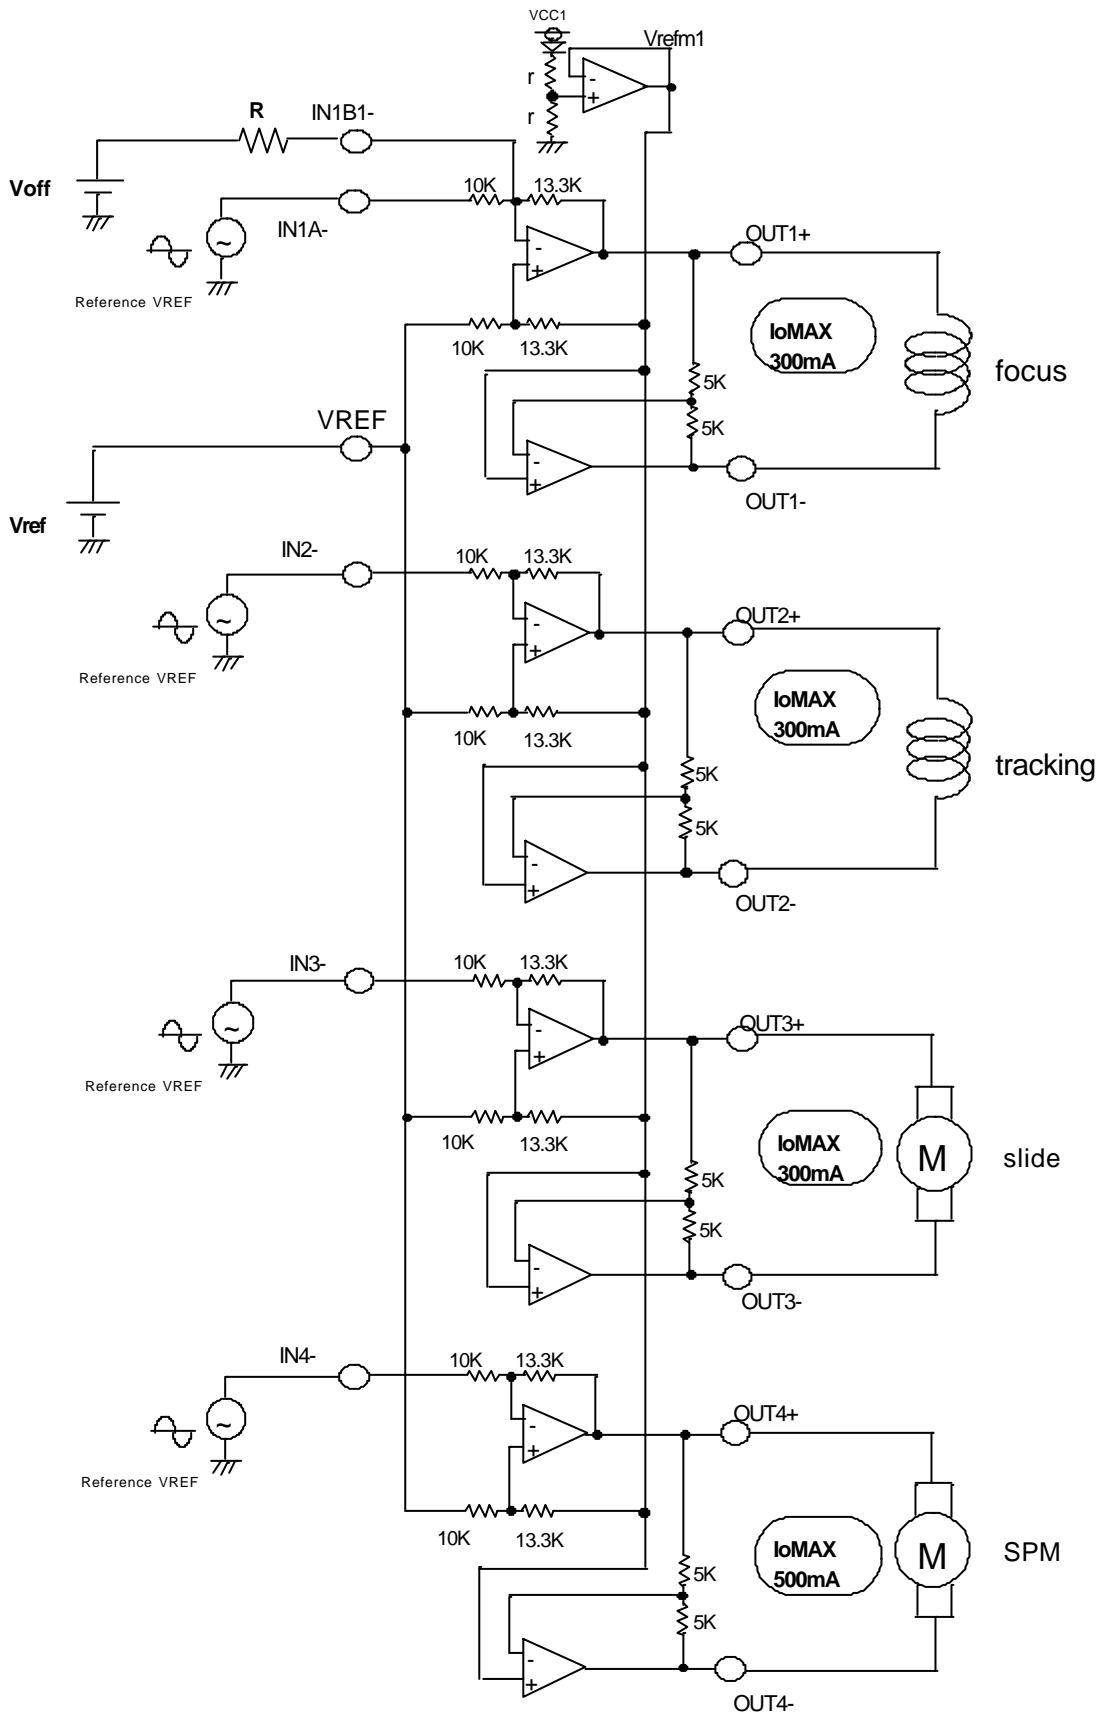 VCC1
Vrefm1
r
-
+
r
R
IN1B1-
Voff
10K
13.3K
IN1A-
~
OUT1+
-
+
Reference VREF
10K
13.3K
IoMAX
300mA
focus
5K
VREF
5K
-
+
OUT1-
Vref
IN2-
10K
13.3K
~
OUT2+
-
+
Reference VREF
10K
13.3K
IoMAX
300mA
tracking
5K
5K
-
+
OUT2-
IN3-
10K
13.3K
~
OUT3+
-
+
Reference VREF
10K
13.3K
IoMAX
300mA
M
slide
5K
5K
-
+
OUT3-
IN4-
10K
13.3K
~
OUT4+
-
+
Reference VREF
10K
13.3K
IoMAX
500mA
M
SPM
5K
5K
-
+
OUT4-